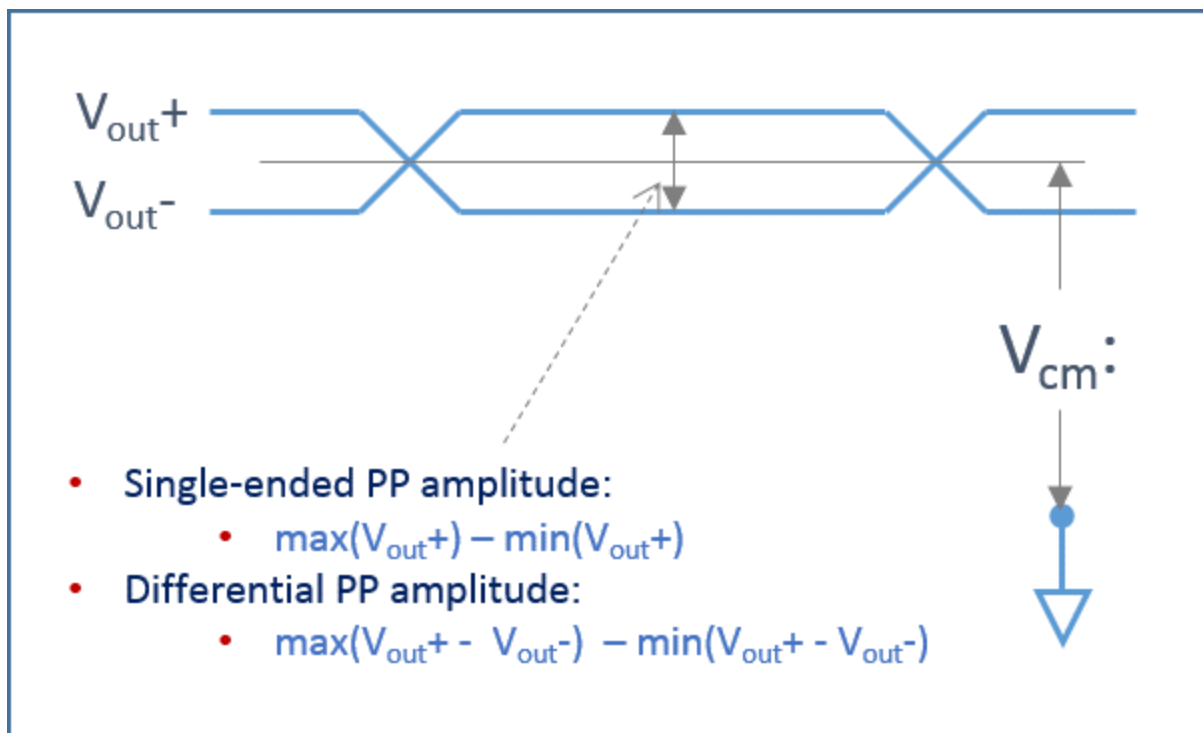 Vout+
Vout-
Vcm:
• Single-ended PP amplitude:
• max(Vout+) – min(Vout+)
• Differential PP amplitude:
• max(Vout+ - Vout-) – min(Vout+ - Vout-)